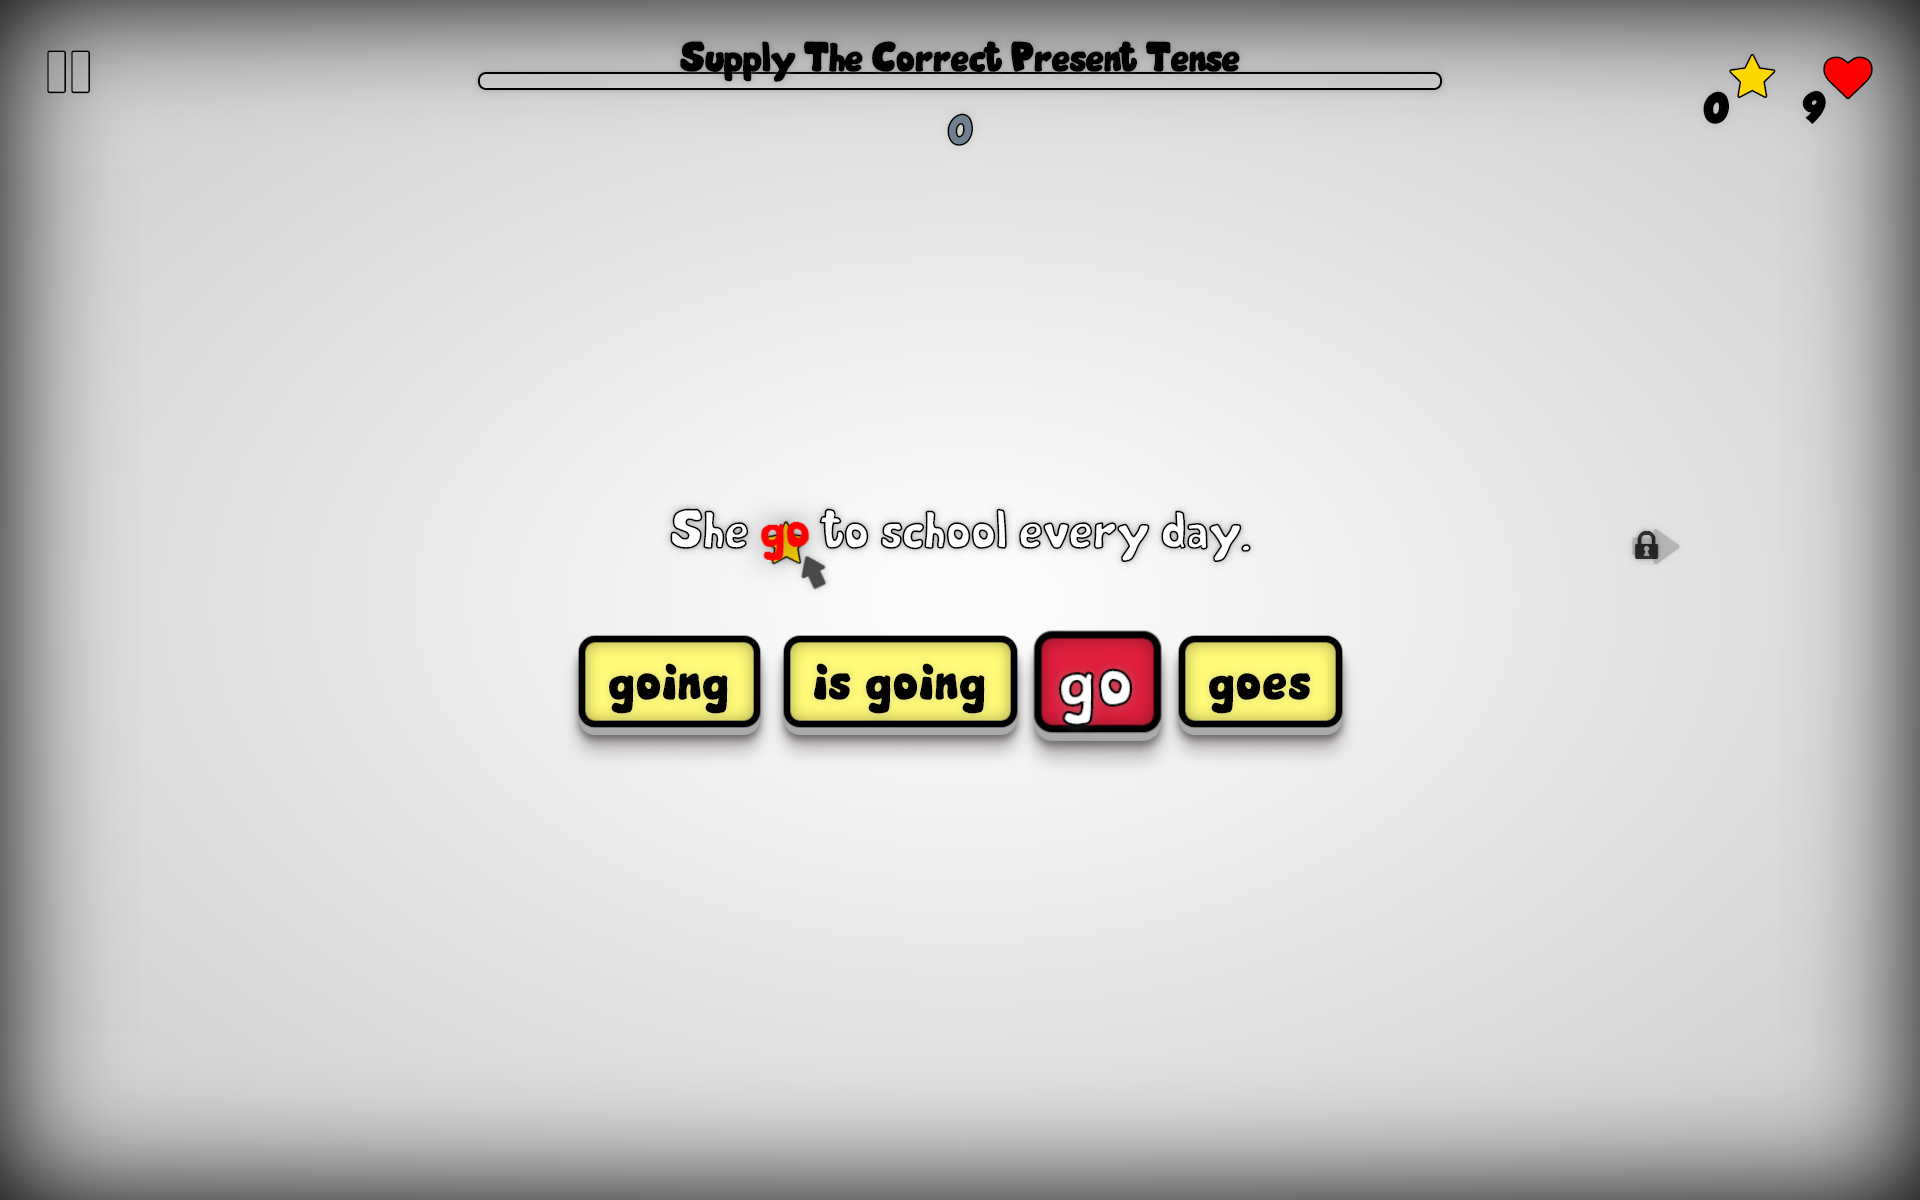 Supply The Correct Present Tense
0
0 9
She go to school every day.
going is going go goes